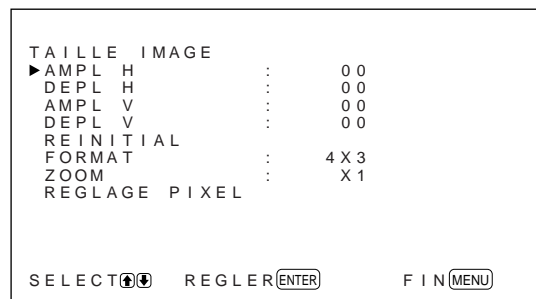 TAILLE IMAGE
▶AMPL H : 00
DEPL H : 00
AMPL V : 00
DEPL V : 00
REINITIAL
FORMAT : 4X3
ZOOM : X1
REGLAGE PIXEL
SELECT⬆⬇ REGLER ENTER FIN MENU